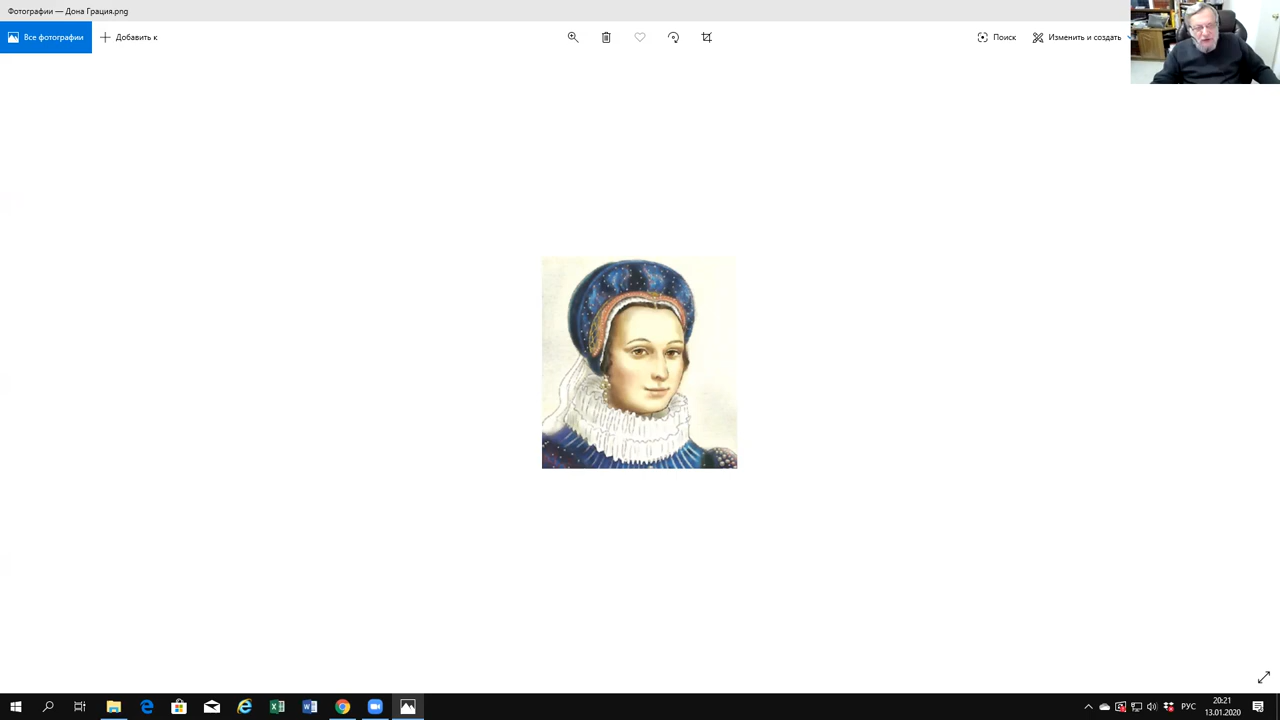 Фотографии — Дона Грация.png
Все фотографии
Добавить к
Поиск
Изменить и создать
РУС
20:21
13.01.2020